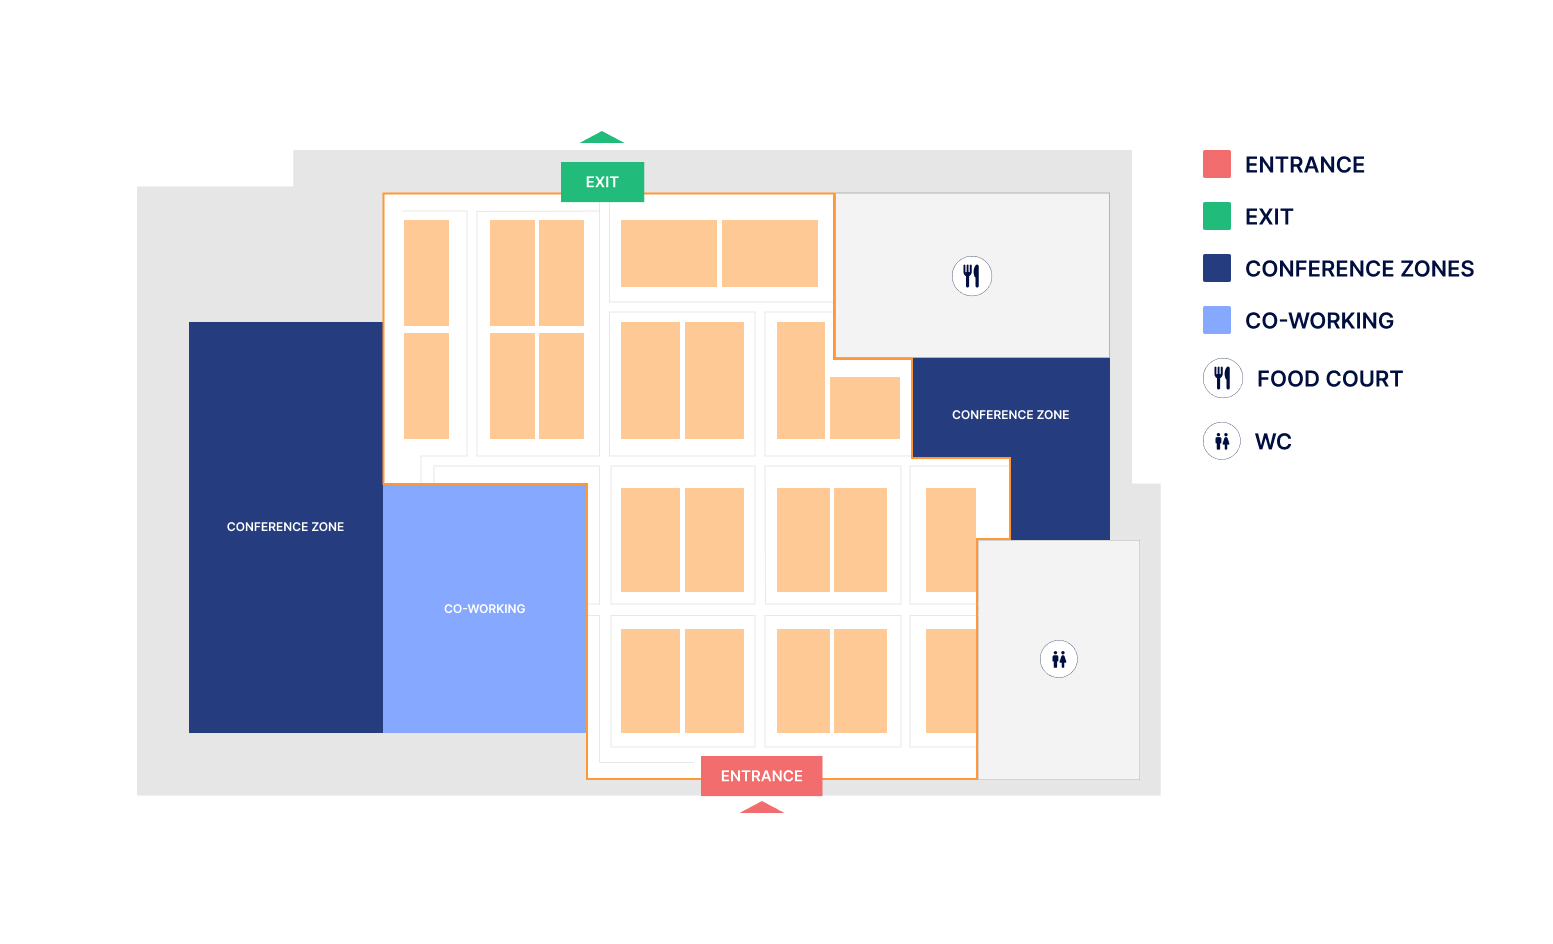 EXIT
CONFERENCE ZONE
CONFERENCE ZONE
CO-WORKING
ENTRANCE
ENTRANCE
EXIT
CONFERENCE ZONES
CO-WORKING
FOOD COURT
WC